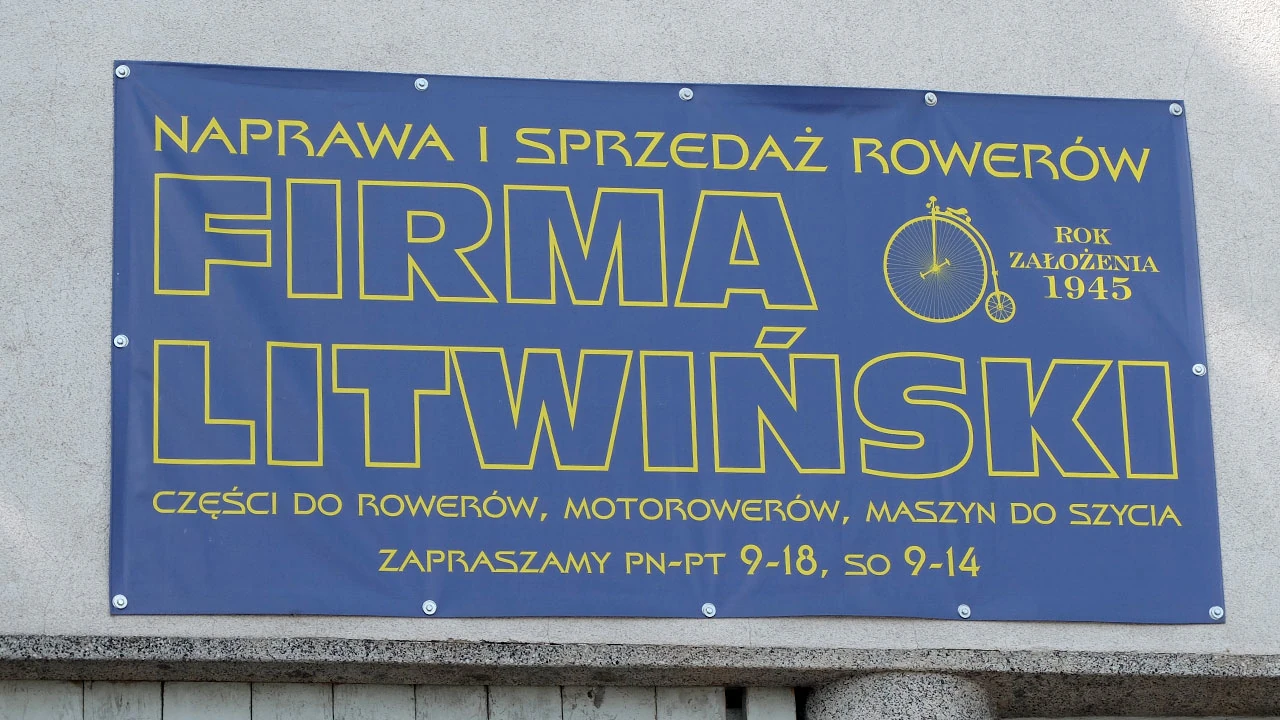 NAPRAWA I SPRZEDAŻ ROWERÓW
FIRMA
ROK
ZAŁOŻENIA
1945
LITWIŃSKI
CZĘŚCI DO ROWERÓW, MOTOROWERÓW, MASZYN DO SZYCIA
ZAPRASZAMY PN-PT 9-18, SO 9-14